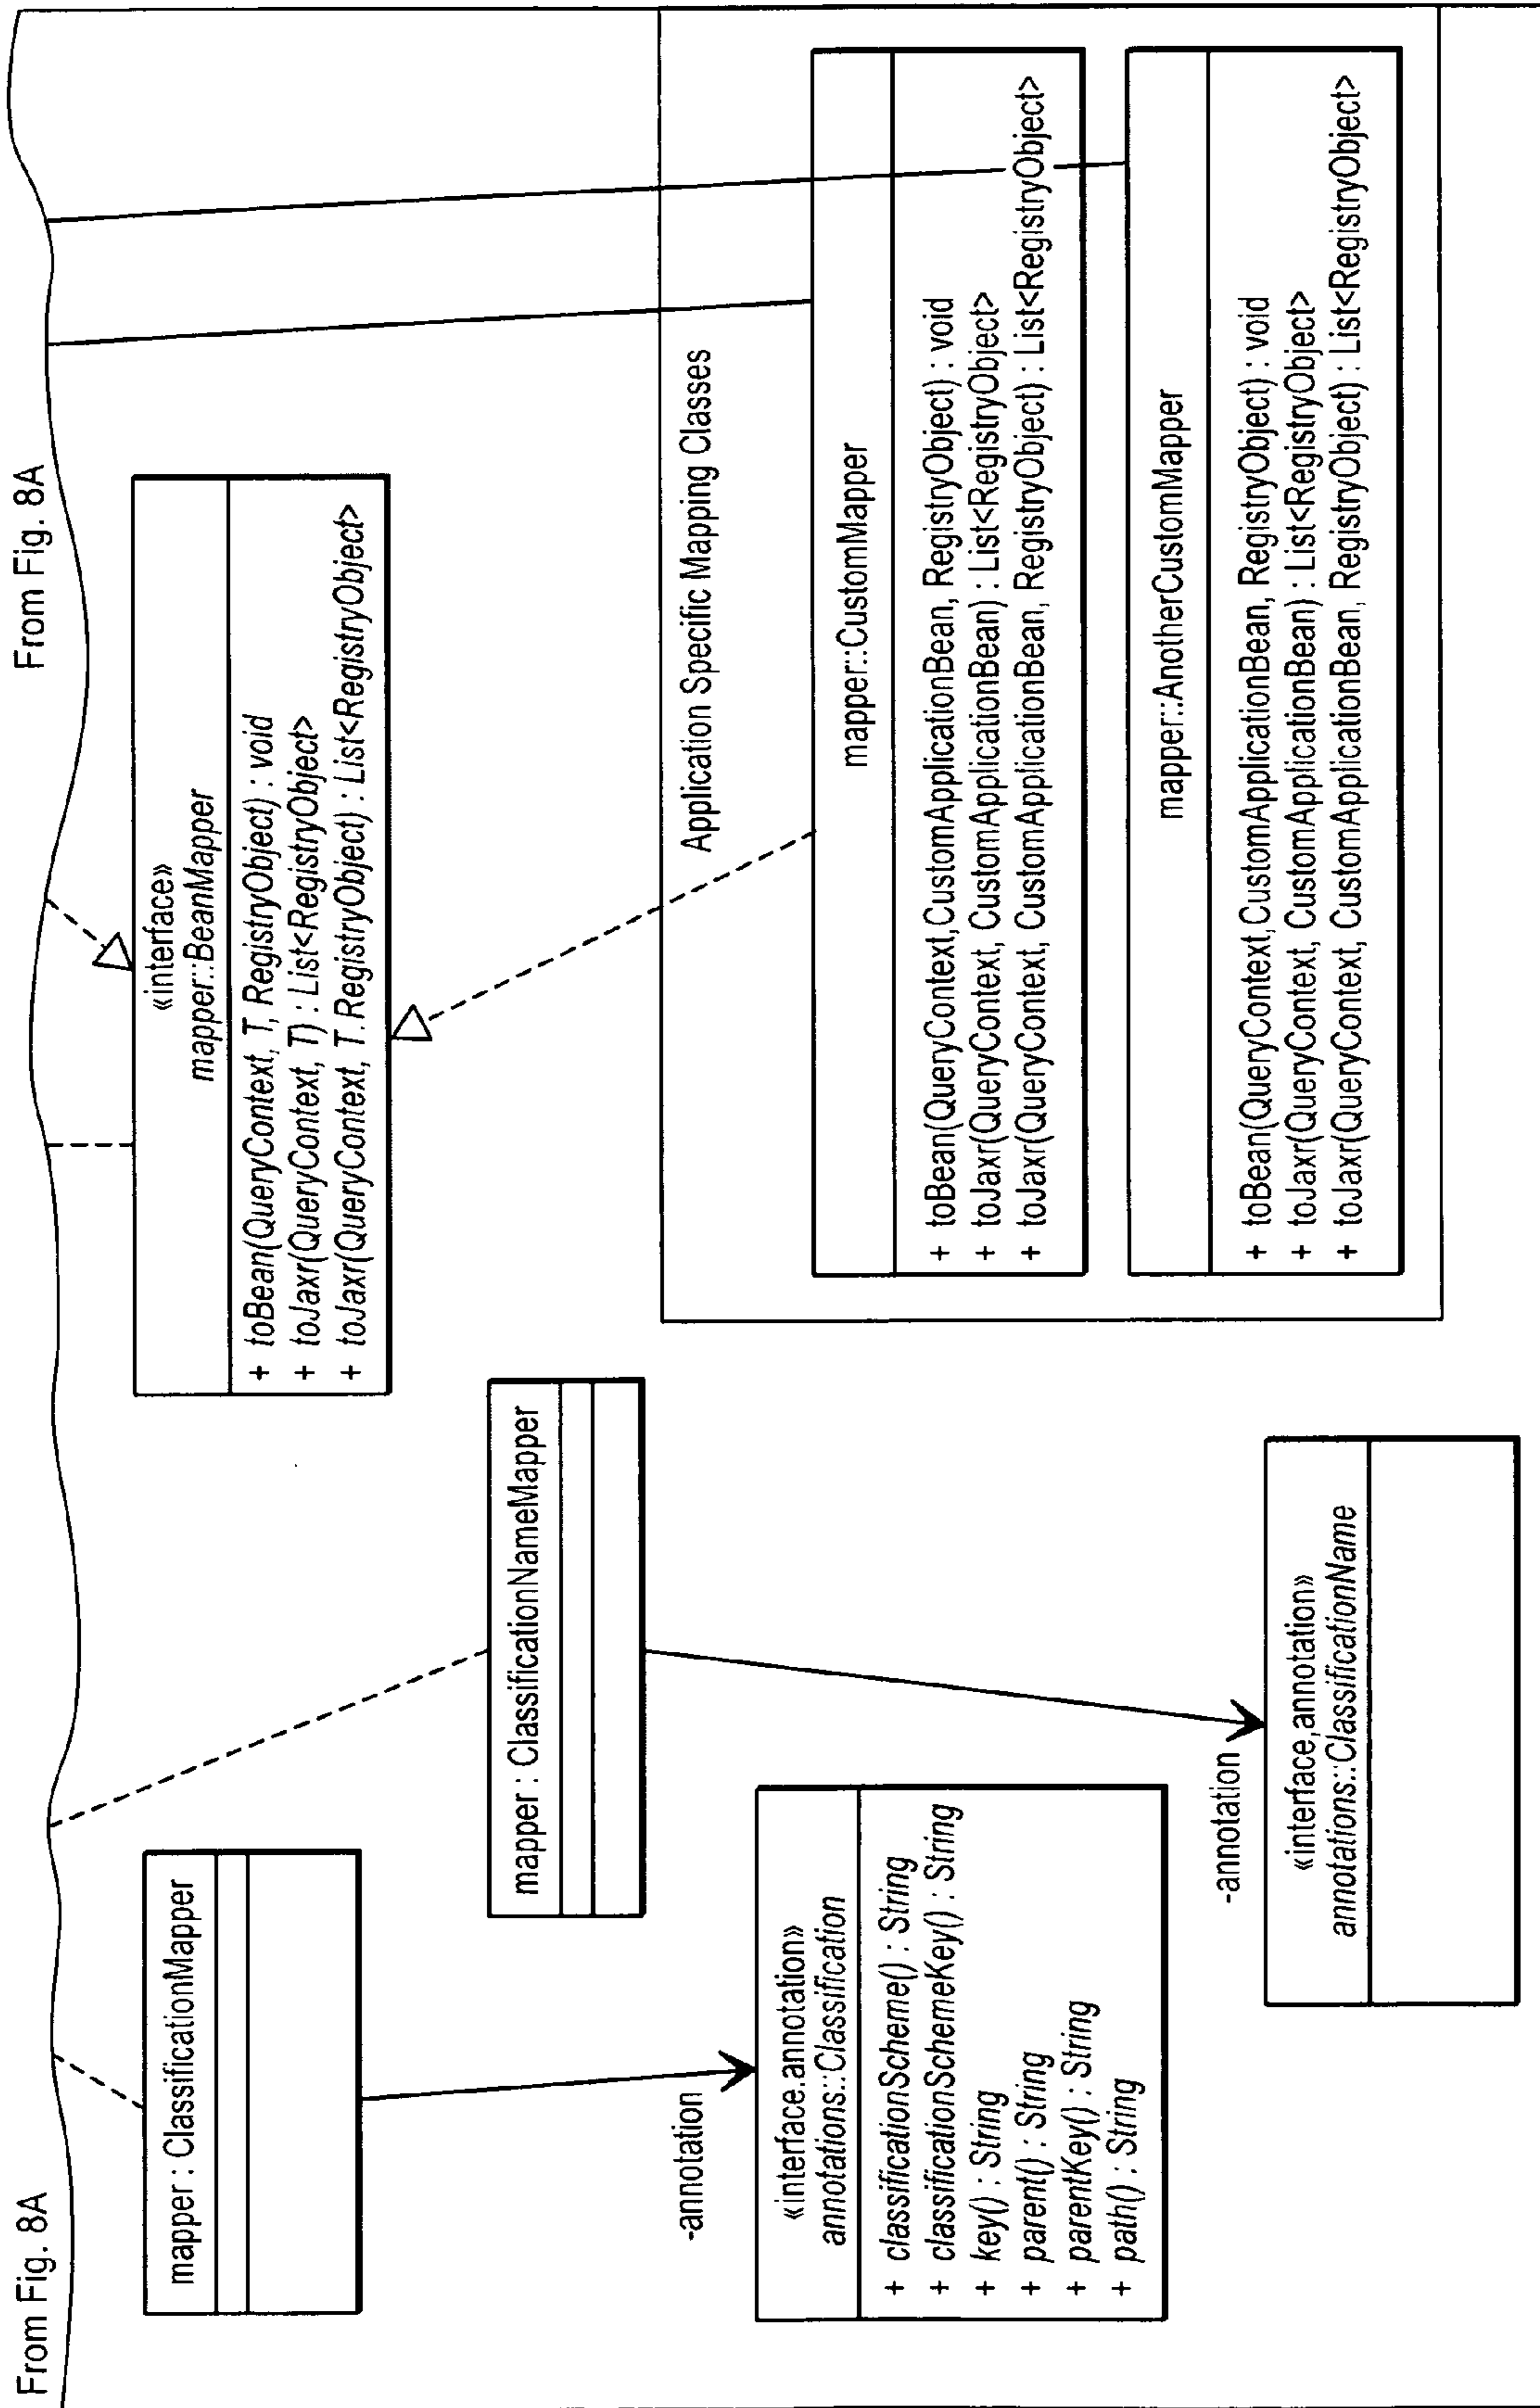 From Fig. 8A
From Fig. 8A
mapper : ClassificationMapper
-annotation
«interface.annotation»
annotations::Classification
+ classificationScheme() : String
+ classificationSchemeKey() : String
+ key() : String
+ parent() : String
+ parentKey() : String
+ path() : String
mapper : ClassificationNameMapper
-annotation
«interface,annotation»
annotations::ClassificationName
«interface»
mapper::BeanMapper
+ toBean(QueryContext, T, RegistryObject) : void
+ toJaxr(QueryContext, T) : List<RegistryObject>
+ toJaxr(QueryContext, T.RegistryObject) : List<RegistryObject>
Application Specific Mapping Classes
mapper::CustomMapper
+ toBean(QueryContext,CustomApplicationBean, RegistryObject) : void
+ toJaxr(QueryContext, CustomApplicationBean) : List<RegistryObject>
+ toJaxr(QueryContext, CustomApplicationBean, RegistryObject) : List<RegistryObject>
mapper::AnotherCustomMapper
+ toBean(QueryContext,CustomApplicationBean, RegistryObject) : void
+ toJaxr(QueryContext, CustomApplicationBean) : List<RegistryObject>
+ toJaxr(QueryContext, CustomApplicationBean, RegistryObject) : List<RegistryObject>